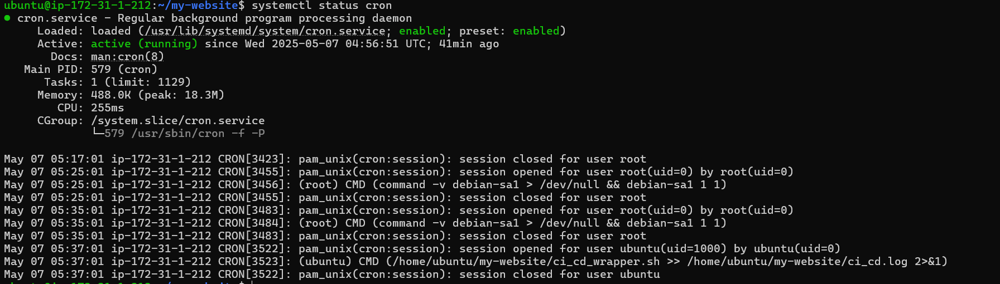 ubuntu@ip-172-31-1-212:~/my-website$ systemctl status cron
● cron.service - Regular background program processing daemon
Loaded: loaded (/usr/lib/systemd/system/cron.service; enabled; preset: enabled)
Active: active (running) since Wed 2025-05-07 04:56:51 UTC; 41min ago
Docs: man:cron(8)
Main PID: 579 (cron)
Tasks: 1 (limit: 1129)
Memory: 488.0K (peak: 18.3M)
CPU: 255ms
CGroup: /system.slice/cron.service
└─579 /usr/sbin/cron -f -P
May 07 05:17:01 ip-172-31-1-212 CRON[3423]: pam_unix(cron:session): session closed for user root
May 07 05:25:01 ip-172-31-1-212 CRON[3455]: pam_unix(cron:session): session opened for user root(uid=0) by root(uid=0)
May 07 05:25:01 ip-172-31-1-212 CRON[3456]: (root) CMD (command -v debian-sa1 > /dev/null && debian-sa1 1 1)
May 07 05:25:01 ip-172-31-1-212 CRON[3455]: pam_unix(cron:session): session closed for user root
May 07 05:35:01 ip-172-31-1-212 CRON[3483]: pam_unix(cron:session): session opened for user root(uid=0) by root(uid=0)
May 07 05:35:01 ip-172-31-1-212 CRON[3484]: (root) CMD (command -v debian-sa1 > /dev/null && debian-sa1 1 1)
May 07 05:35:01 ip-172-31-1-212 CRON[3483]: pam_unix(cron:session): session closed for user root
May 07 05:37:01 ip-172-31-1-212 CRON[3522]: pam_unix(cron:session): session opened for user ubuntu(uid=1000) by ubuntu(uid=0)
May 07 05:37:01 ip-172-31-1-212 CRON[3523]: (ubuntu) CMD (/home/ubuntu/my-website/ci_cd_wrapper.sh >> /home/ubuntu/my-website/ci_cd.log 2>&1)
May 07 05:37:01 ip-172-31-1-212 CRON[3522]: pam_unix(cron:session): session closed for user ubuntu